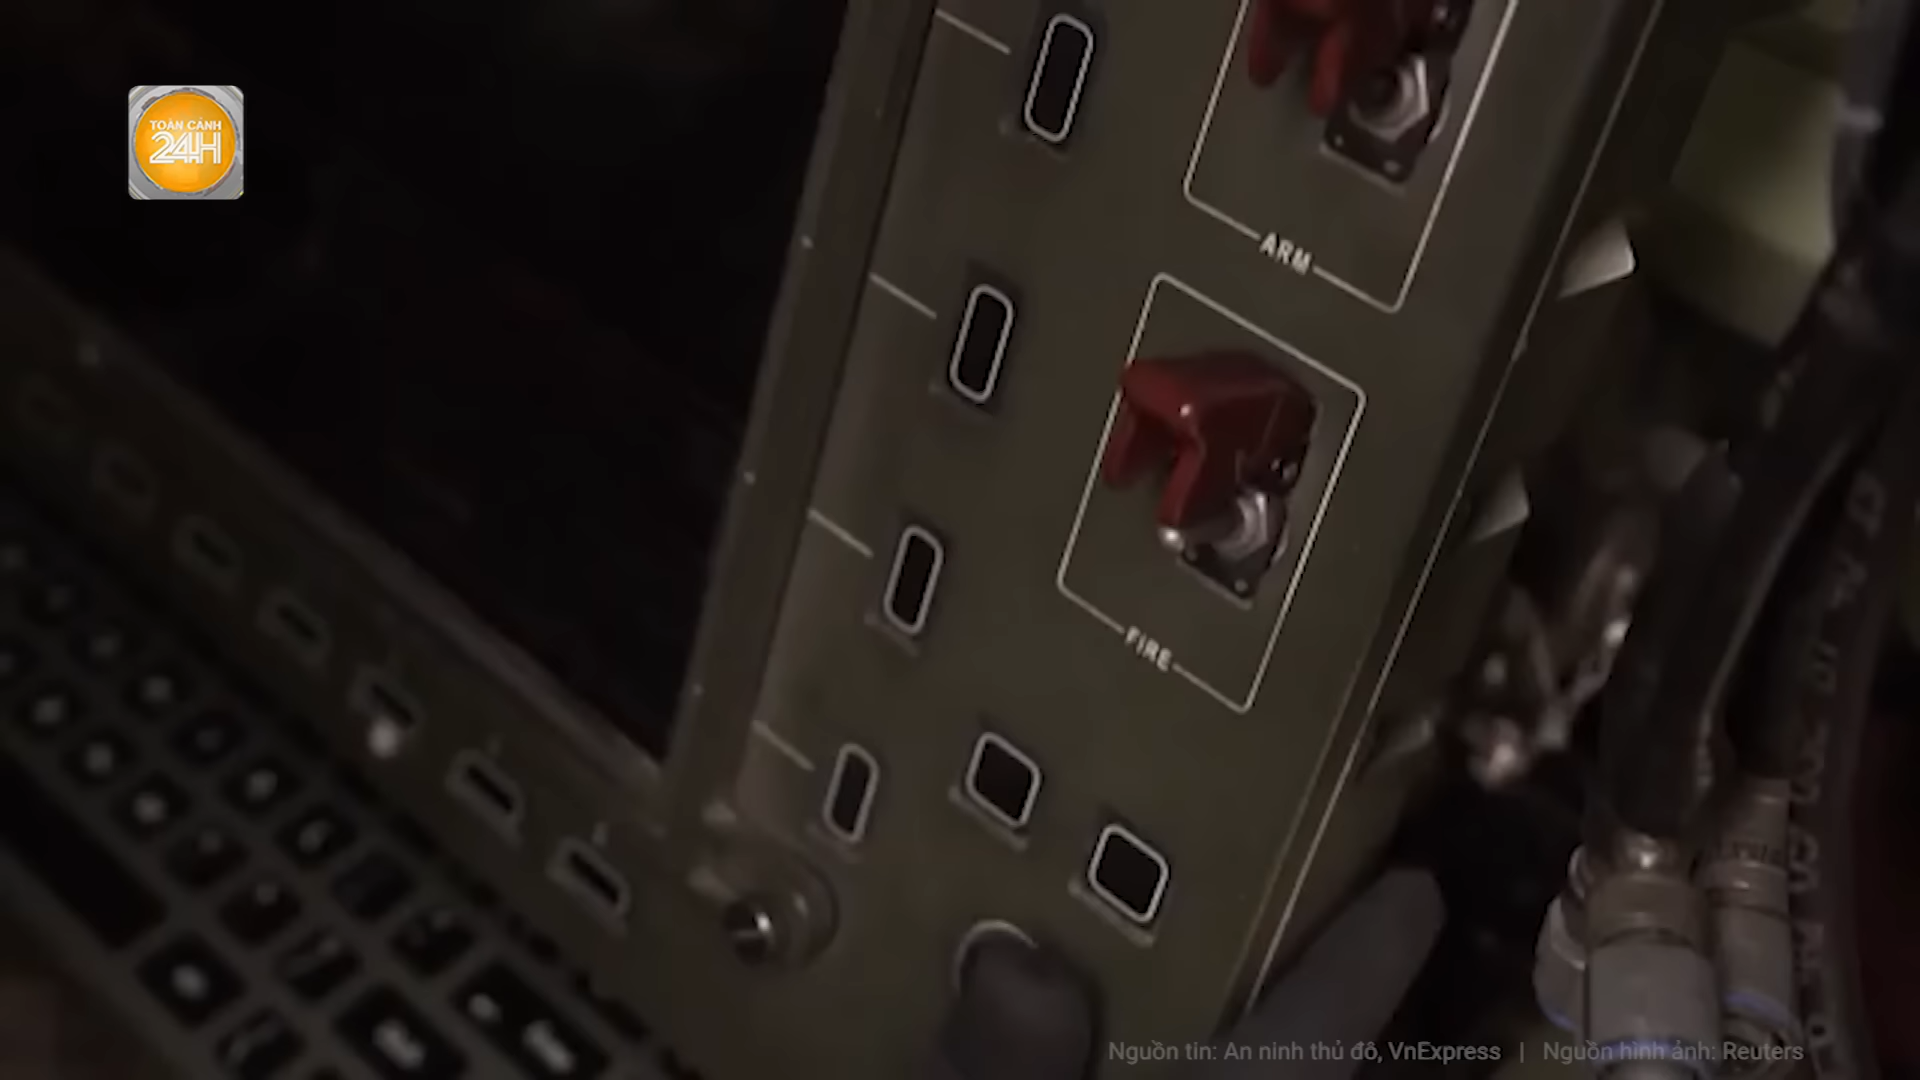 TOÀN CẢNH
24H
ARM
FIRE
Nguồn tin: An ninh thủ đô, VnExpress | Nguồn hình ảnh: Reuters